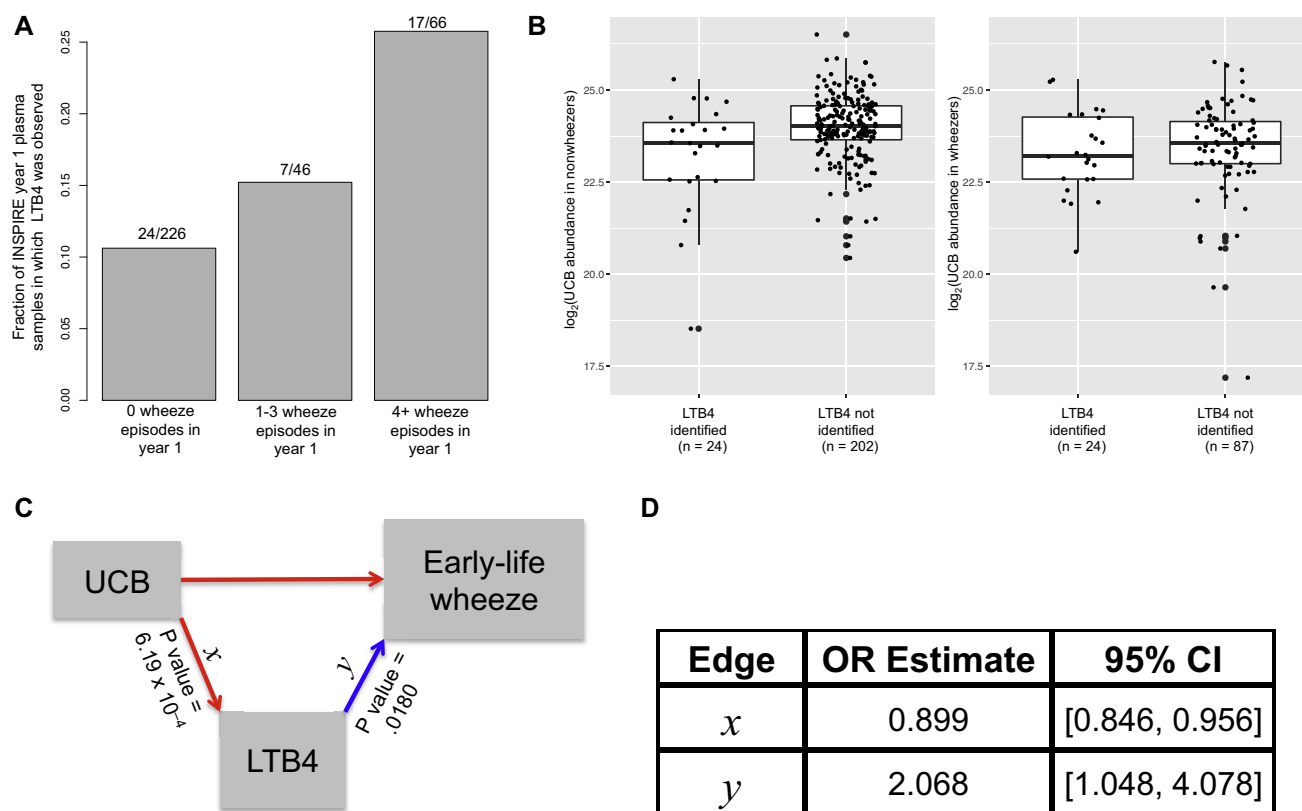 A
Fraction of INSPIRE year 1 plasma
samples in which LTB4 was observed
0.25
0.20
0.15
0.10
0.05
0.00
24/226
7/46
17/66
0 wheeze
episodes in
year 1
1-3 wheeze
episodes in
year 1
4+ wheeze
episodes in
year 1
B
log₂(UCB abundance in nonwheezers)
25.0
22.5
20.0
17.5
LTB4
identified
(n = 24)
LTB4 not
identified
(n = 202)
log₂(UCB abundance in wheezers)
25.0
22.5
20.0
17.5
LTB4
identified
(n = 24)
LTB4 not
identified
(n = 87)
C
UCB
Early-life
wheeze
x
P value =
6.19 x 10⁻⁴
y
P value =
.0180
LTB4
D
Edge OR Estimate 95% CI
x 0.899 [0.846, 0.956]
y 2.068 [1.048, 4.078]